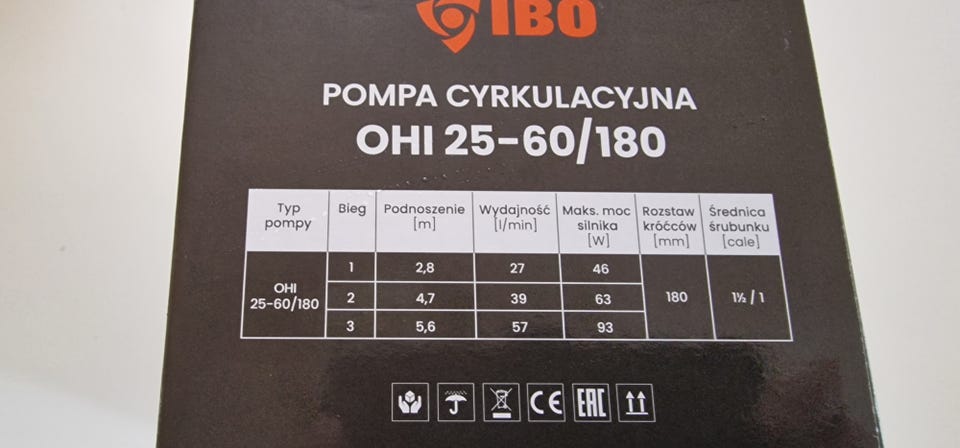 IBO
POMPA CYRKULACYJNA
OHI 25-60/180
Typ pompy Bieg Podnoszenie [m] Wydajność [l/min] Maks. moc silnika [W] Rozstaw króćców [mm] Średnica śrubunku [cale]
OHI 25-60/180 1 2,8 27 46 180 1½ / 1
2 4,7 39 63
3 5,6 57 93
CE EAC